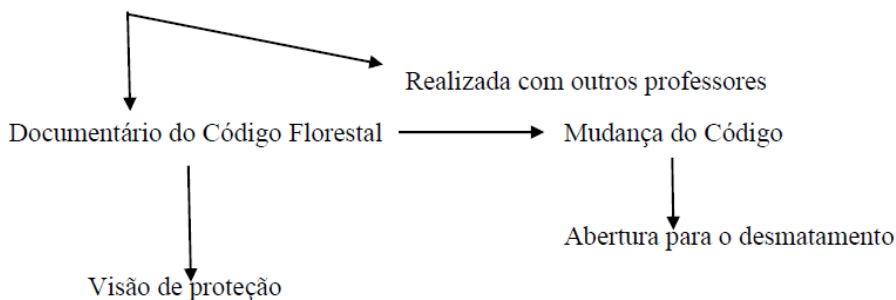 Realizada com outros professores
Documentário do Código Florestal
Mudança do Código
Abertura para o desmatamento
Visão de proteção